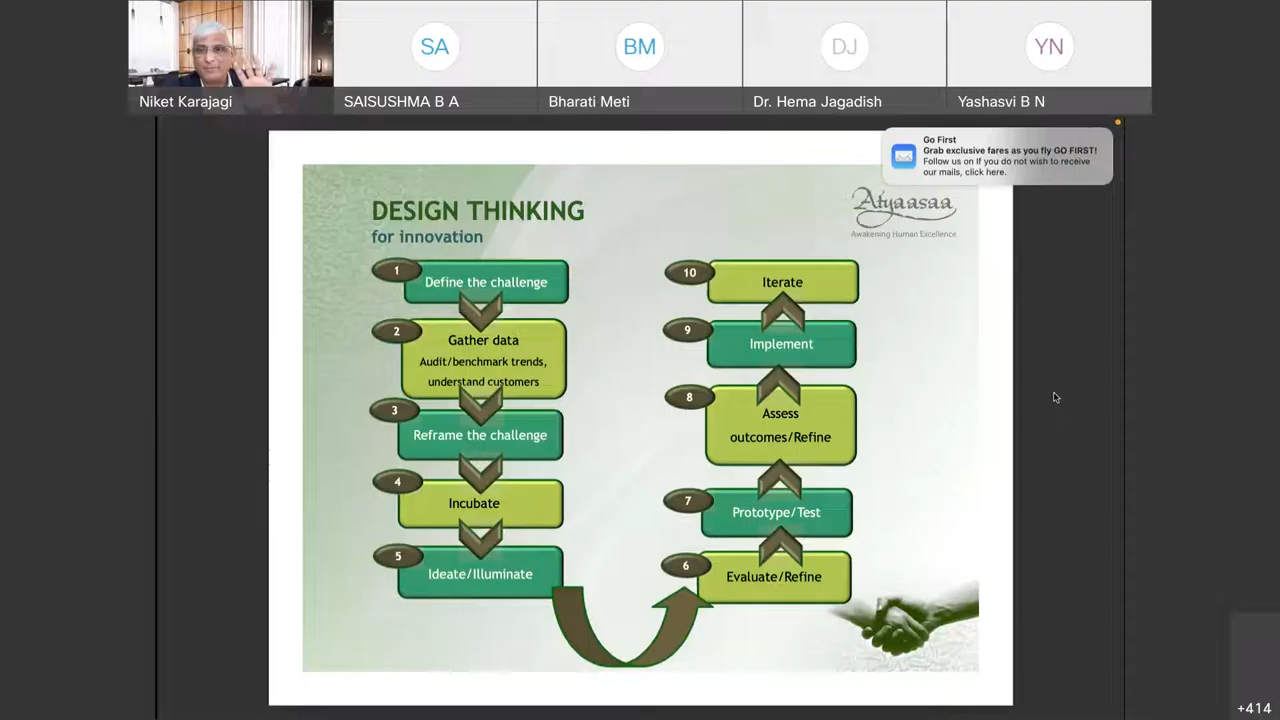 SA
BM
DJ
YN
Niket Karajagi
SAISUSHMA B A
Bharati Meti
Dr. Hema Jagadish
Yashasvi B N
Go First
Grab exclusive fares as you fly GO FIRST!
Follow us on If you do not wish to receive
our mails, click here.
Atyaasaa
Awakening Human Excellence
DESIGN THINKING
for innovation
1
Define the challenge
2
Gather data
Audit/benchmark trends,
understand customers
3
Reframe the challenge
4
Incubate
5
Ideate/Illuminate
10
Iterate
9
Implement
8
Assess
outcomes/Refine
7
Prototype/Test
6
Evaluate/Refine
+414